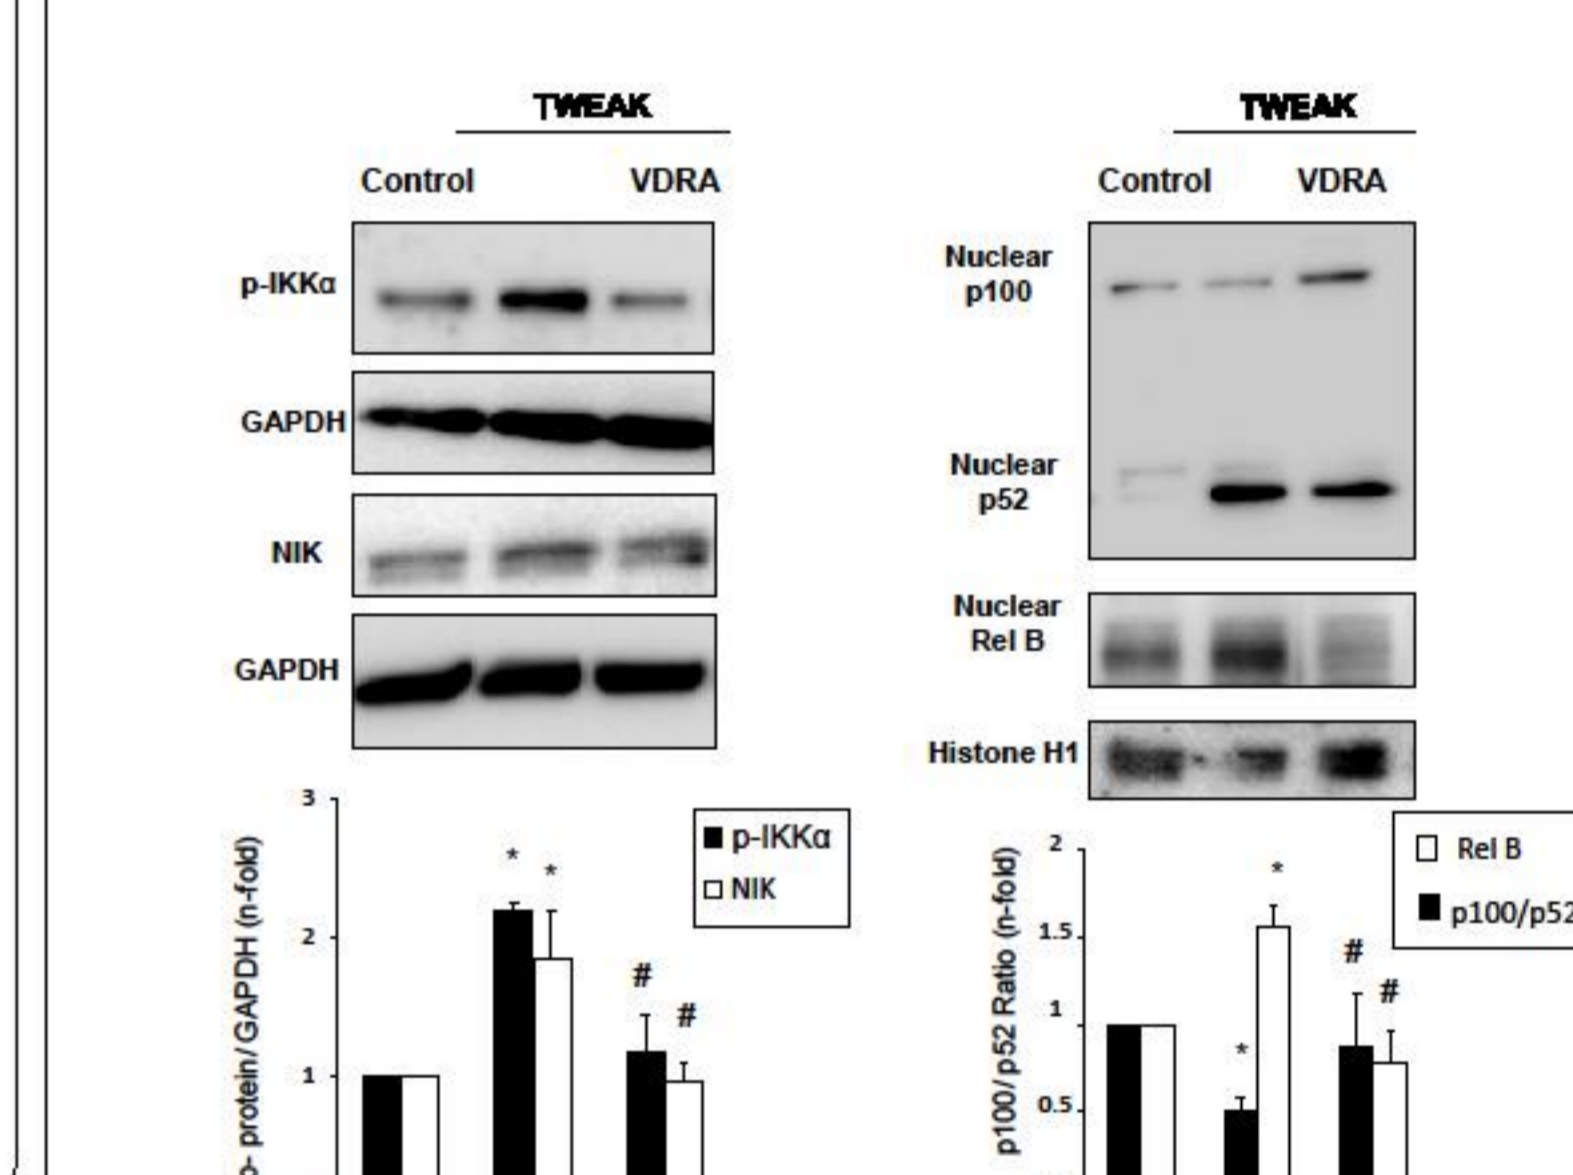 TWEAK
Control VDRA
p-IKKα
GAPDH
NIK
GAPDH
3
2
1
p- protein/GAPDH (n-fold)
* *
# #
p-IKKα
NIK
TWEAK
Control VDRA
Nuclear
p100
Nuclear
p52
Nuclear
Rel B
Histone H1
2
1.5
1
0.5
p100/p52 Ratio (n-fold)
* *
# #
Rel B
p100/p52